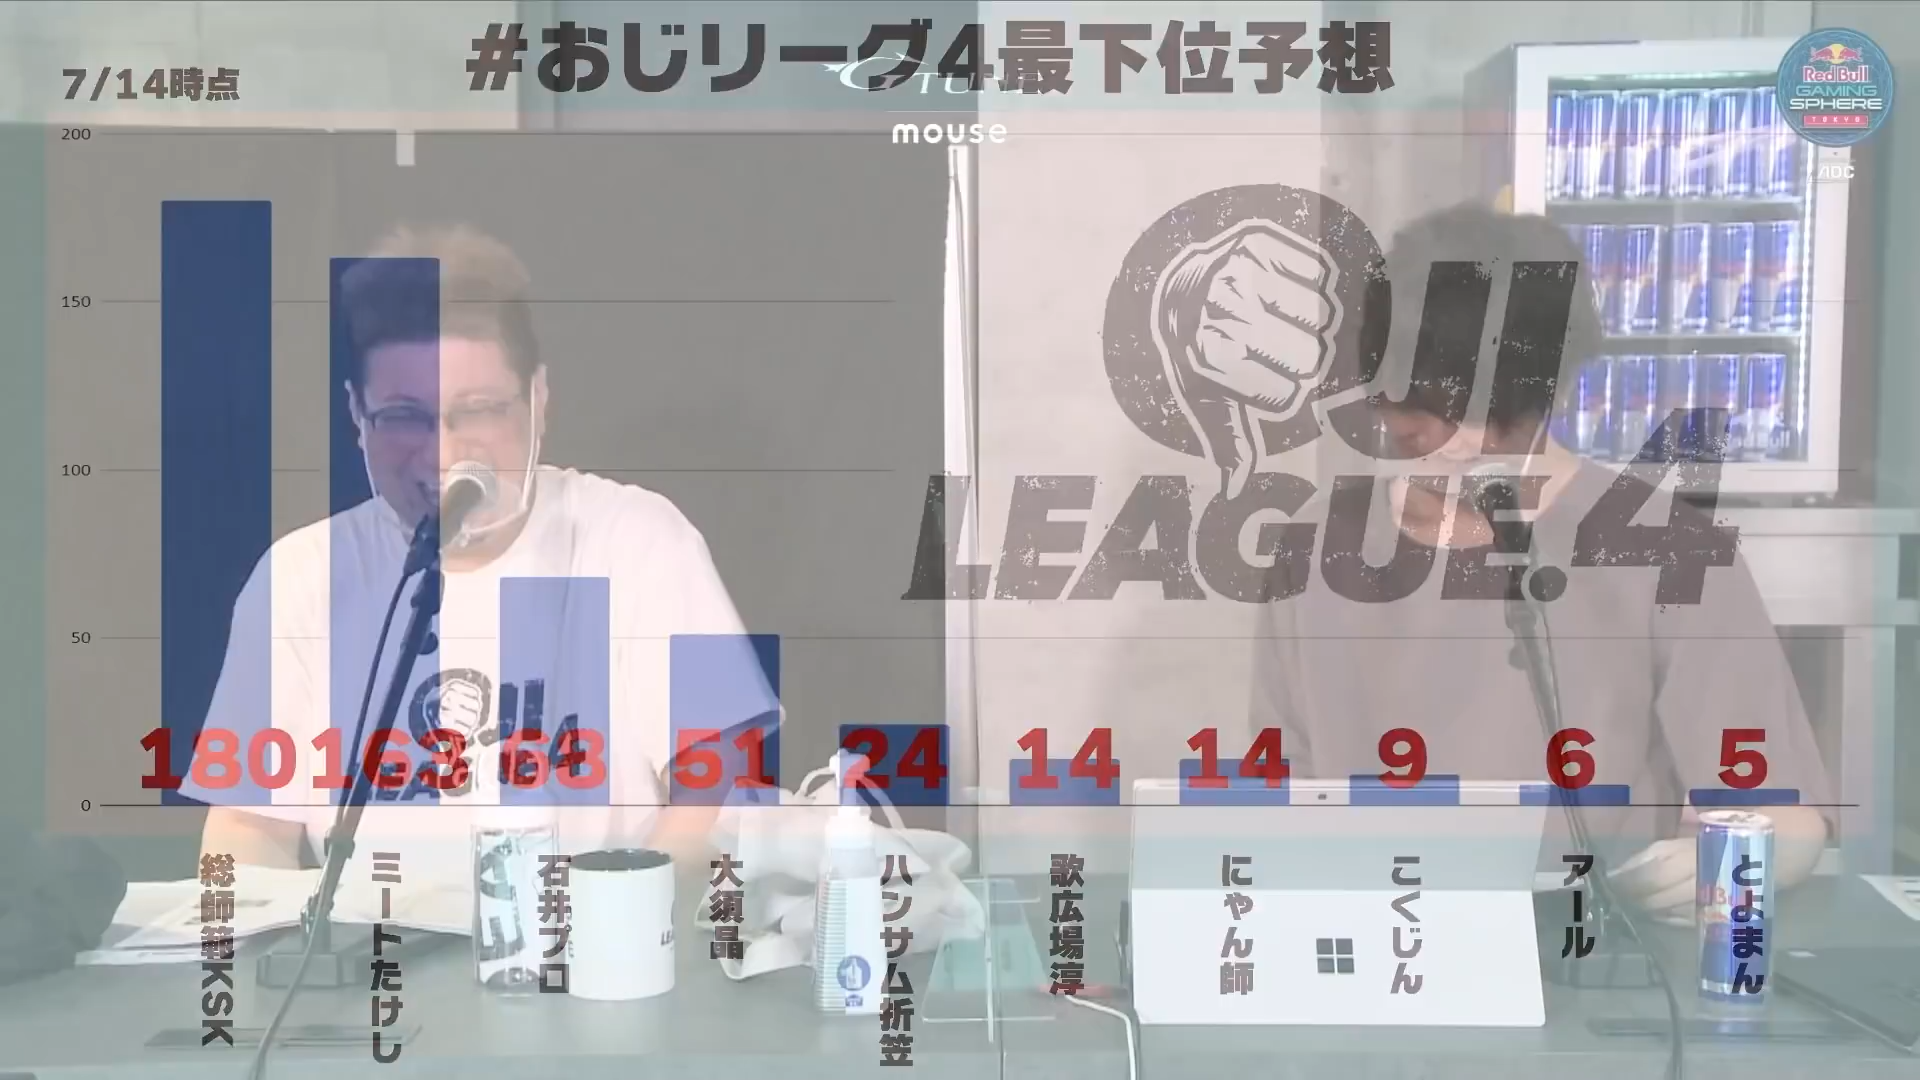 #おじリーグ4最下位予想
7/14時点
G TUNE
mouse
Red Bull
GAMING
SPHERE
TOKYO
ADC
200
150
100
50
0
OJI
LEAGUE.4
180
163
68
51
24
14
14
9
6
5
総師範KSK
ミートたけし
石井プロ
大須晶
ハンサム折笠
歌広場淳
にゃん師
こくじん
アール
とよまん